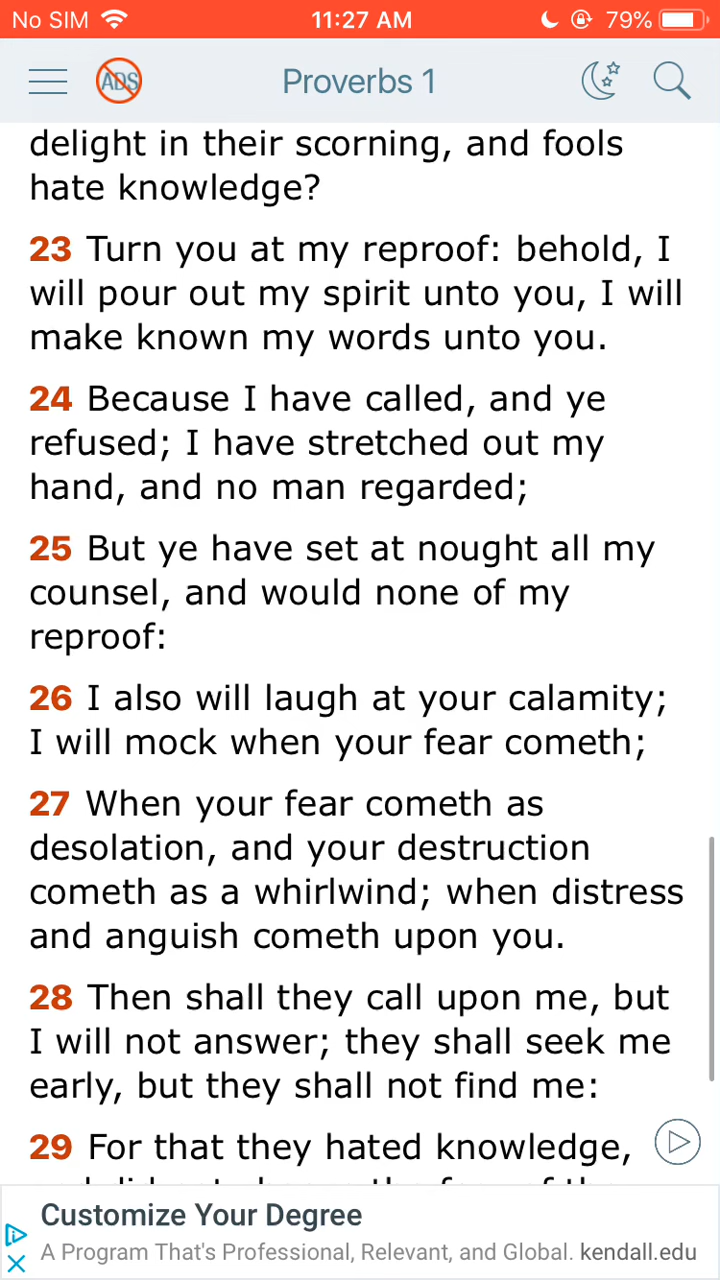 No SIM 11:27 AM 79%
ADS Proverbs 1
delight in their scorning, and fools
hate knowledge?
23 Turn you at my reproof: behold, I
will pour out my spirit unto you, I will
make known my words unto you.
24 Because I have called, and ye
refused; I have stretched out my
hand, and no man regarded;
25 But ye have set at nought all my
counsel, and would none of my
reproof:
26 I also will laugh at your calamity;
I will mock when your fear cometh;
27 When your fear cometh as
desolation, and your destruction
cometh as a whirlwind; when distress
and anguish cometh upon you.
28 Then shall they call upon me, but
I will not answer; they shall seek me
early, but they shall not find me:
29 For that they hated knowledge,
Customize Your Degree
A Program That's Professional, Relevant, and Global. kendall.edu